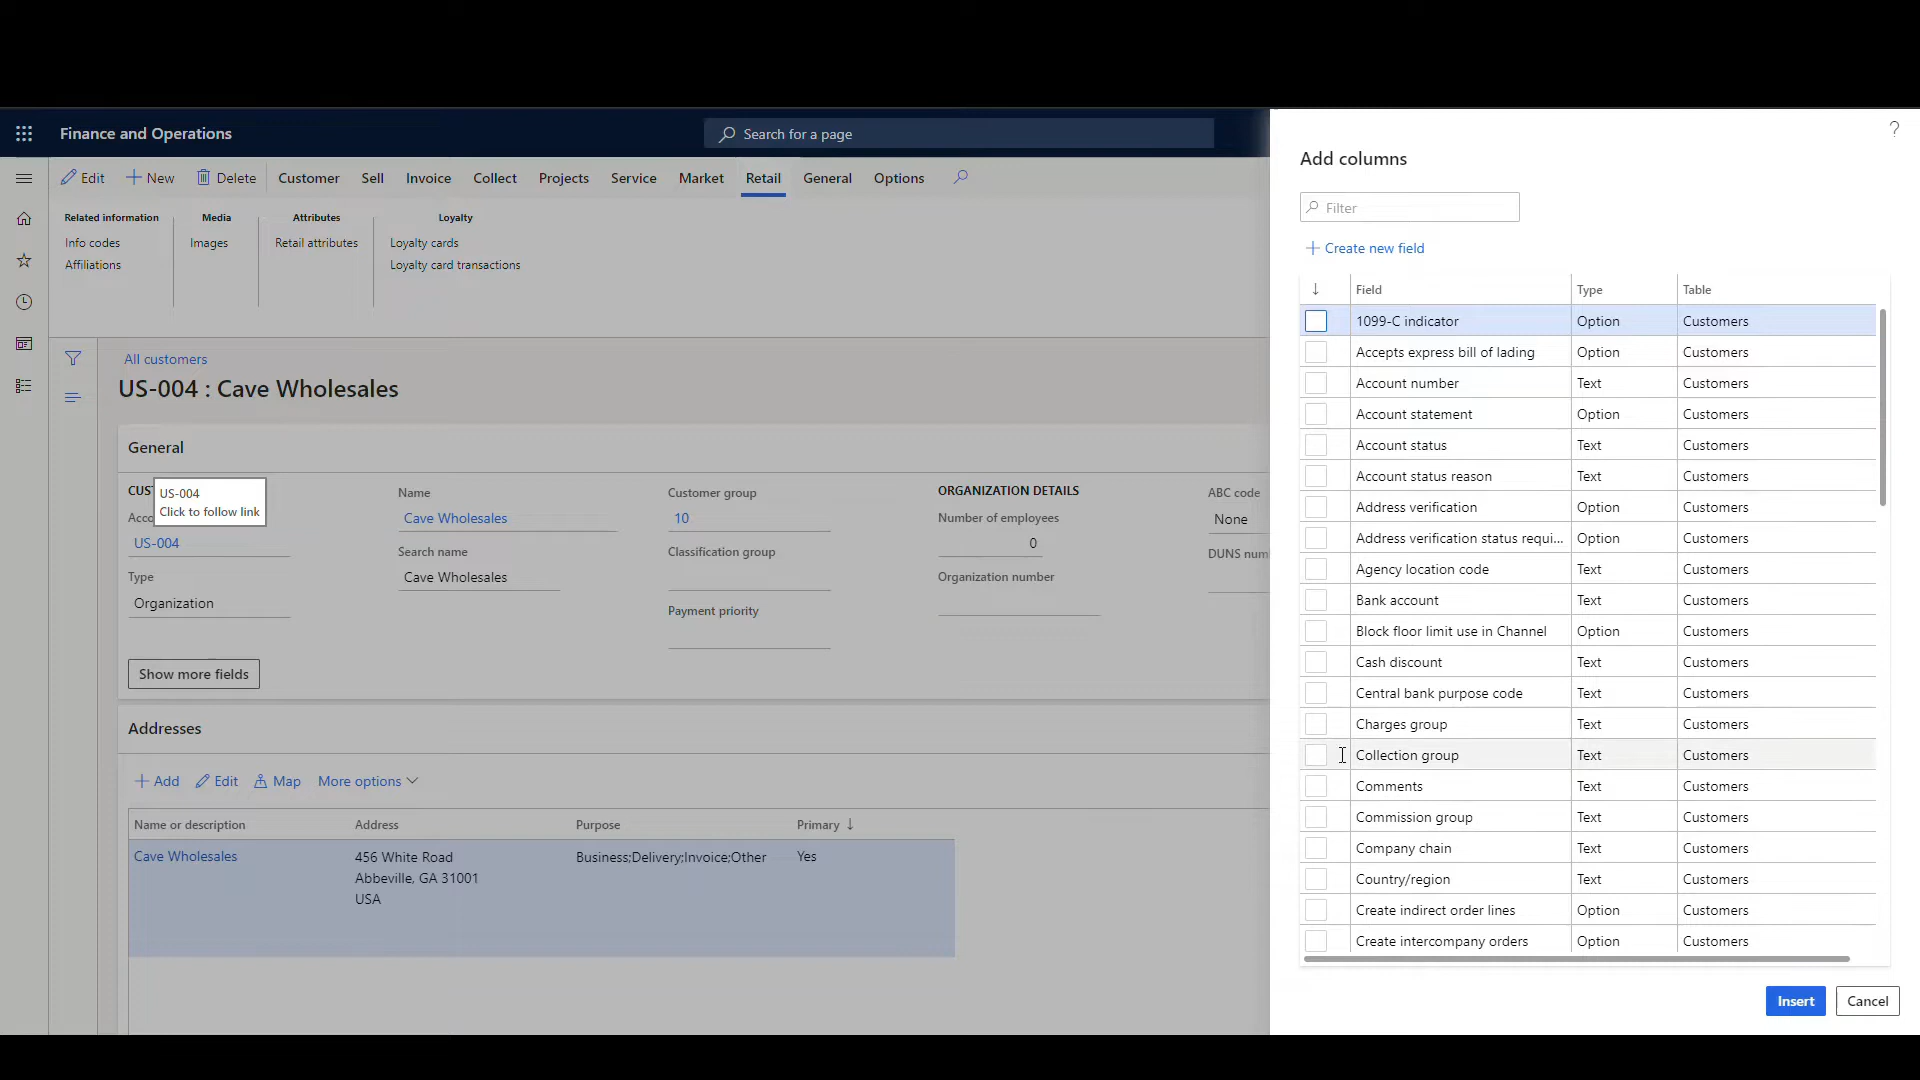 Finance and Operations
Search for a page
Edit
New
Delete
Customer
Sell
Invoice
Collect
Projects
Service
Market
Retail
General
Options
Related information
Info codes
Affiliations
Media
Images
Attributes
Retail attributes
Loyalty
Loyalty cards
Loyalty card transactions
All customers
US-004 : Cave Wholesales
General
CUST
US-004
Click to follow link
Acco
US-004
Type
Organization
Name
Cave Wholesales
Search name
Cave Wholesales
Customer group
10
Classification group
Payment priority
ORGANIZATION DETAILS
Number of employees
0
Organization number
ABC code
None
DUNS num
Show more fields
Addresses
Add
Edit
Map
More options
Name or description Address Purpose Primary ↓
Cave Wholesales 456 White Road Business;Delivery;Invoice;Other Yes
Abbeville, GA 31001
USA
?
Add columns
Filter
Create new field
↓ Field Type Table
1099-C indicator Option Customers
Accepts express bill of lading Option Customers
Account number Text Customers
Account statement Option Customers
Account status Text Customers
Account status reason Text Customers
Address verification Option Customers
Address verification status requi... Option Customers
Agency location code Text Customers
Bank account Text Customers
Block floor limit use in Channel Option Customers
Cash discount Text Customers
Central bank purpose code Text Customers
Charges group Text Customers
Collection group Text Customers
Comments Text Customers
Commission group Text Customers
Company chain Text Customers
Country/region Text Customers
Create indirect order lines Option Customers
Create intercompany orders Option Customers
Insert
Cancel